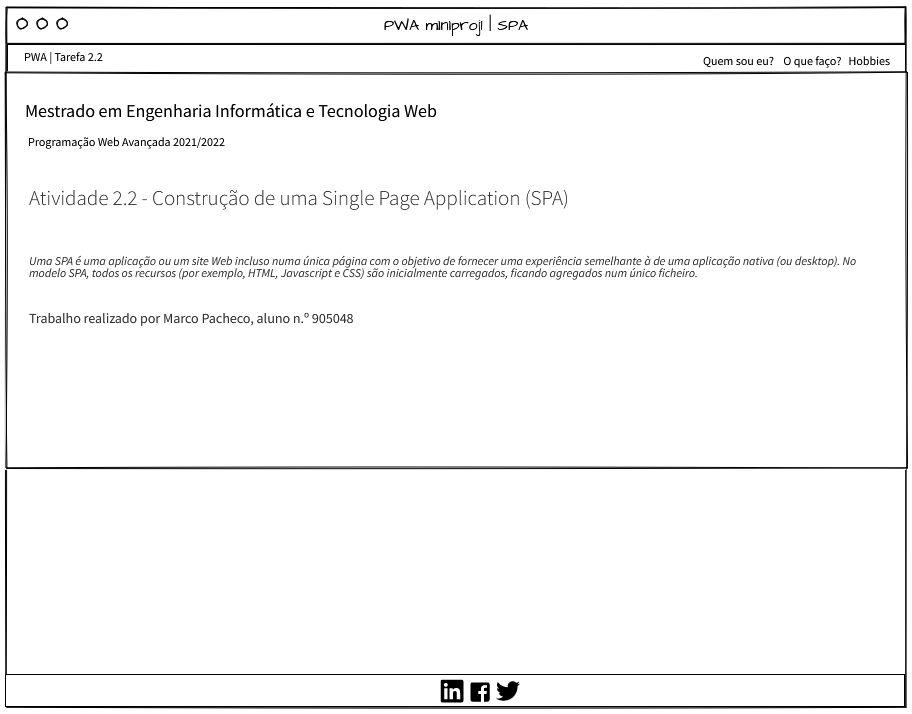 PWA miniproj1 | SPA
PWA | Tarefa 2.2
Quem sou eu? O que faço? Hobbies
Mestrado em Engenharia Informática e Tecnologia Web
Programação Web Avançada 2021/2022
Atividade 2.2 - Construção de uma Single Page Application (SPA)
Uma SPA é uma aplicação ou um site Web incluso numa única página com o objetivo de fornecer uma experiência semelhante à de uma aplicação nativa (ou desktop). No
modelo SPA, todos os recursos (por exemplo, HTML, Javascript e CSS) são inicialmente carregados, ficando agregados num único ficheiro.
Trabalho realizado por Marco Pacheco, aluno n.º 905048
in